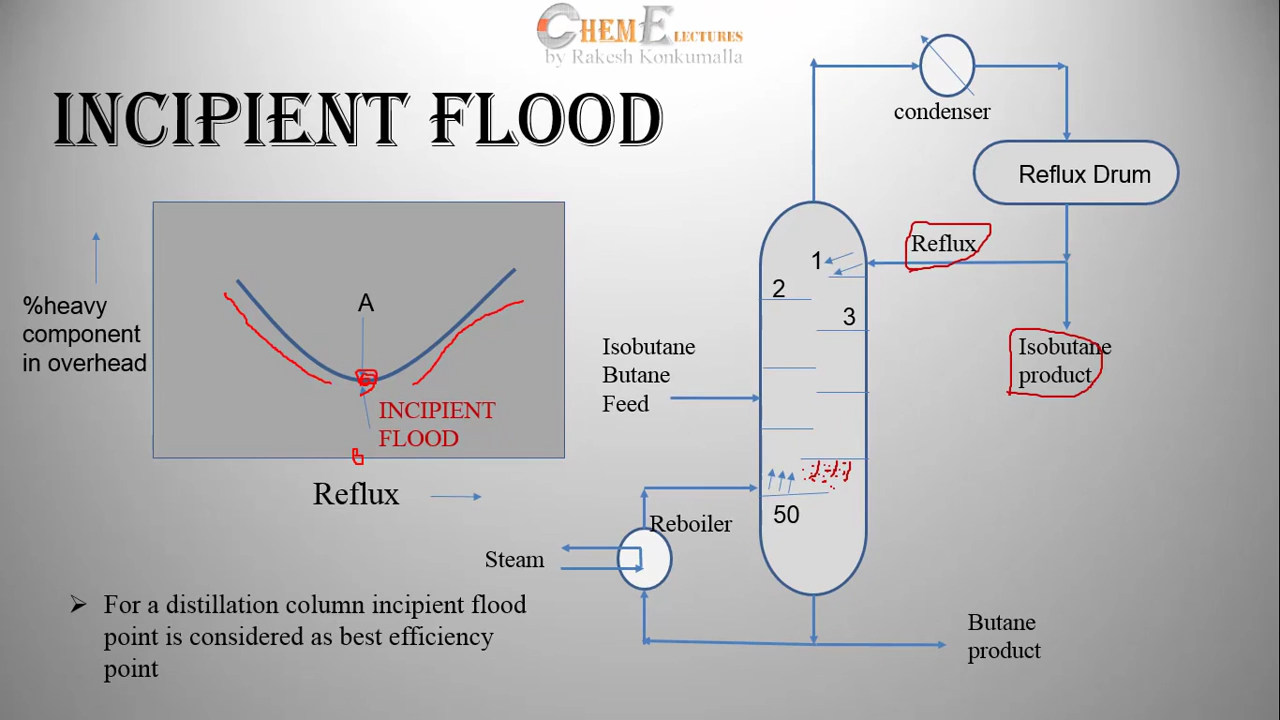 CHEME LECTURES
by Rakesh Konkumalla
INCIPIENT FLOOD
%heavy
component
in overhead
A
INCIPIENT
FLOOD
Reflux
For a distillation column incipient flood
point is considered as best efficiency
point
condenser
Reflux Drum
Reflux
1
2
3
Isobutane
Butane
Feed
Isobutane
product
50
Reboiler
Steam
Butane
product